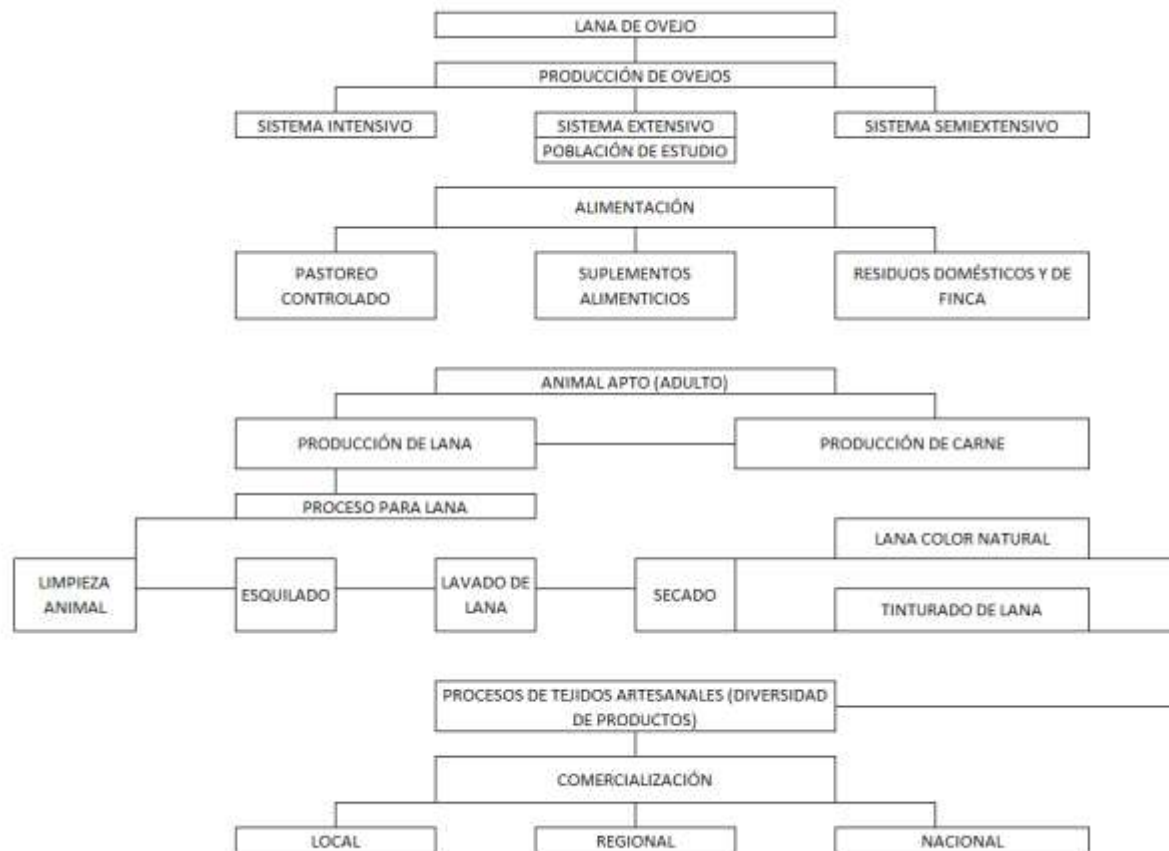 LANA DE OVEJO
PRODUCCIÓN DE OVEJOS
SISTEMA INTENSIVO
SISTEMA EXTENSIVO
SISTEMA SEMIEXTENSIVO
POBLACIÓN DE ESTUDIO
ALIMENTACIÓN
PASTOREO
CONTROLADO
SUPLEMENTOS
ALIMENTICIOS
RESIDUOS DOMÉSTICOS Y DE
FINCA
ANIMAL APTO (ADULTO)
PRODUCCIÓN DE LANA
PRODUCCIÓN DE CARNE
PROCESO PARA LANA
LIMPIEZA
ANIMAL
ESQUILADO
LAVADO DE
LANA
SECADO
LANA COLOR NATURAL
TINTURADO DE LANA
PROCESOS DE TEJIDOS ARTESANALES (DIVERSIDAD
DE PRODUCTOS)
COMERCIALIZACIÓN
LOCAL
REGIONAL
NACIONAL